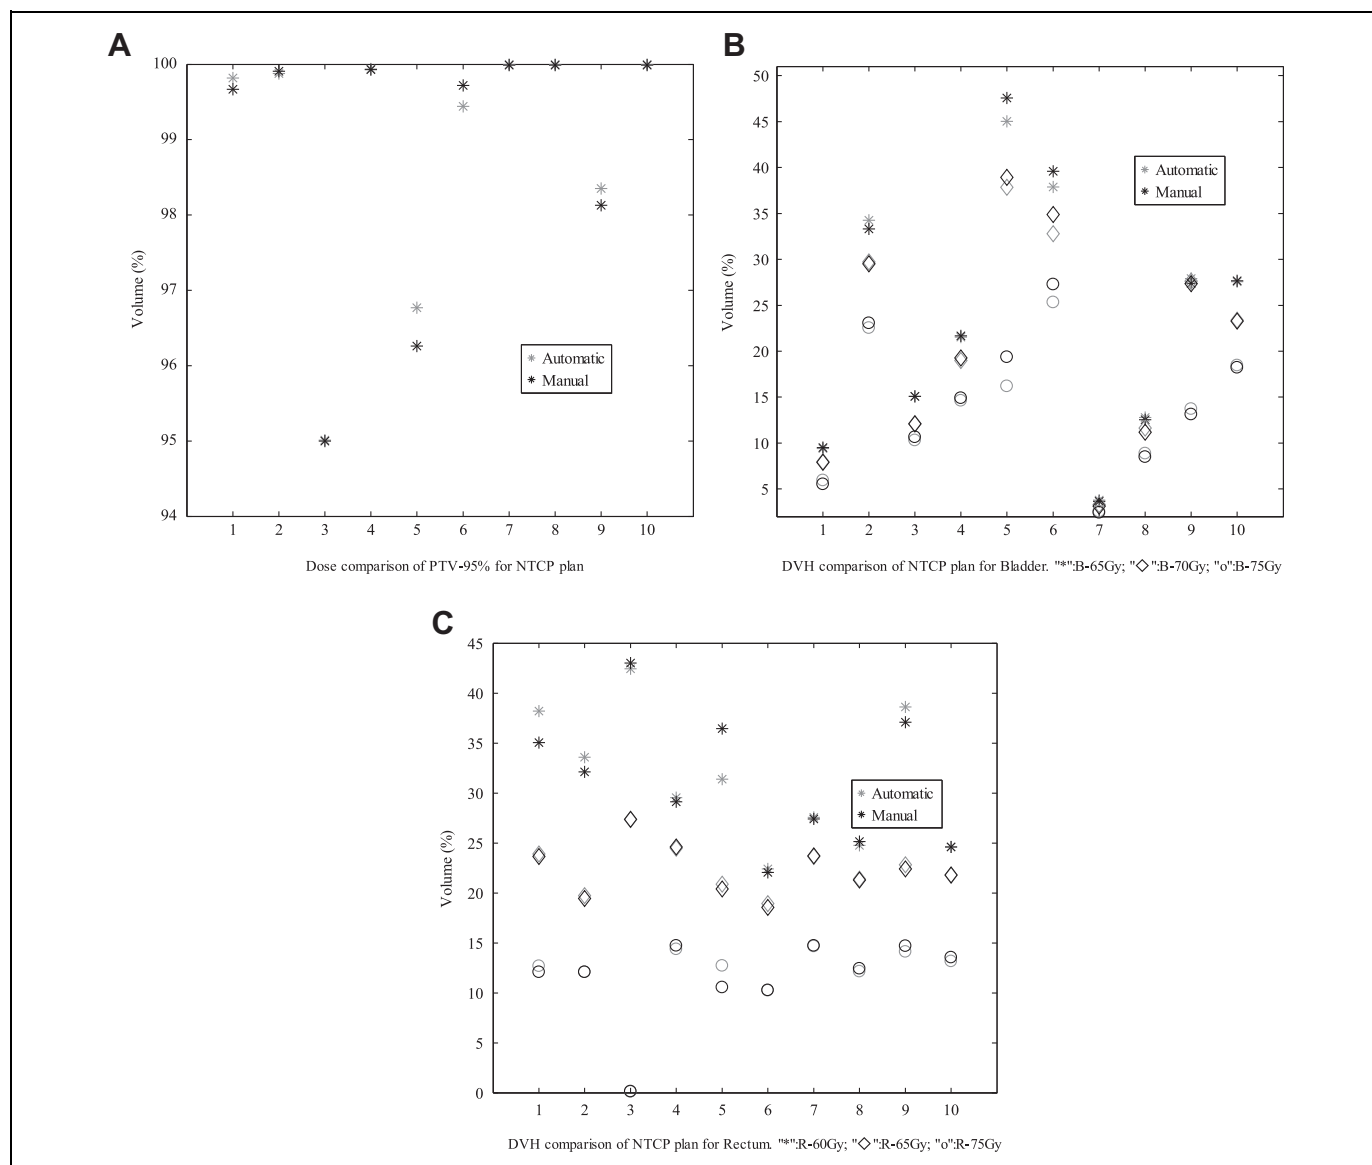 A
100
99
98
97
96
95
94
Volume (%)
Automatic
Manual
1 2 3 4 5 6 7 8 9 10
Dose comparison of PTV-95% for NTCP plan
B
50
45
40
35
30
25
20
15
10
5
Volume (%)
Automatic
Manual
1 2 3 4 5 6 7 8 9 10
DVH comparison of NTCP plan for Bladder. "*":B-65Gy; "◇":B-70Gy; "o":B-75Gy
C
45
40
35
30
25
20
15
10
5
0
Volume (%)
Automatic
Manual
1 2 3 4 5 6 7 8 9 10
DVH comparison of NTCP plan for Rectum. "*":R-60Gy; "◇":R-65Gy; "o":R-75Gy